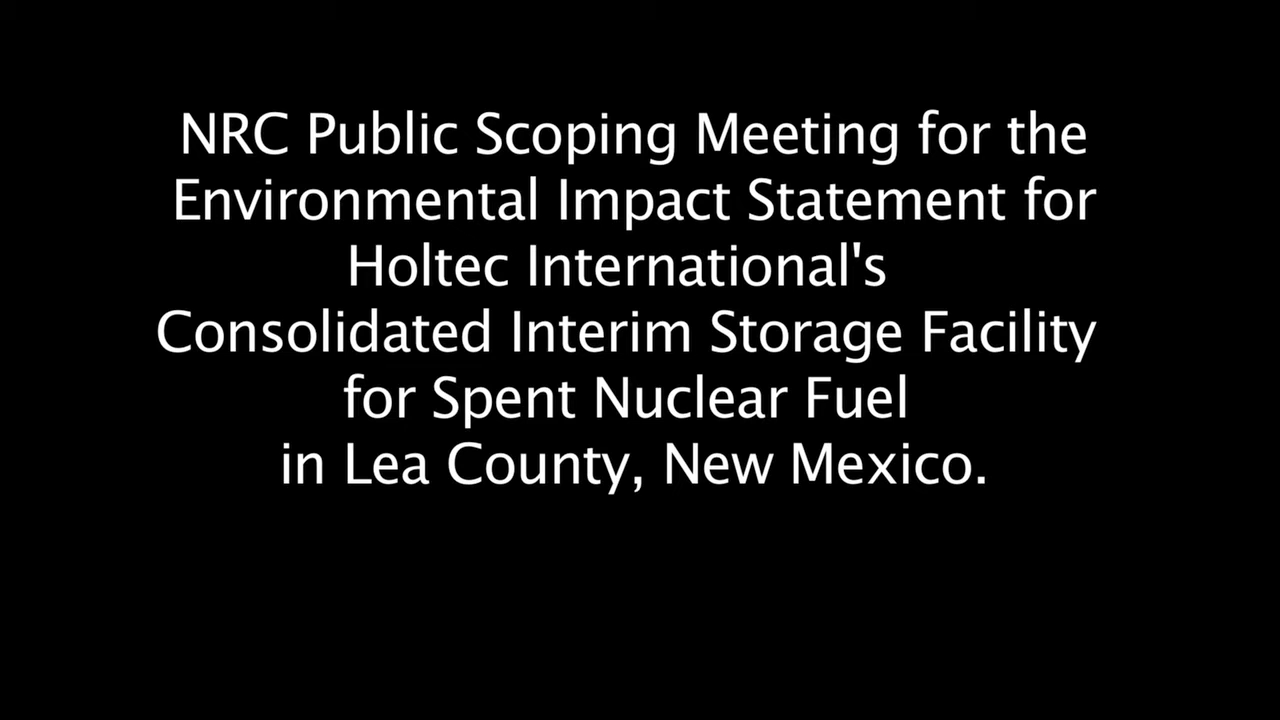 NRC Public Scoping Meeting for the
Environmental Impact Statement for
Holtec International's
Consolidated Interim Storage Facility
for Spent Nuclear Fuel
in Lea County, New Mexico.